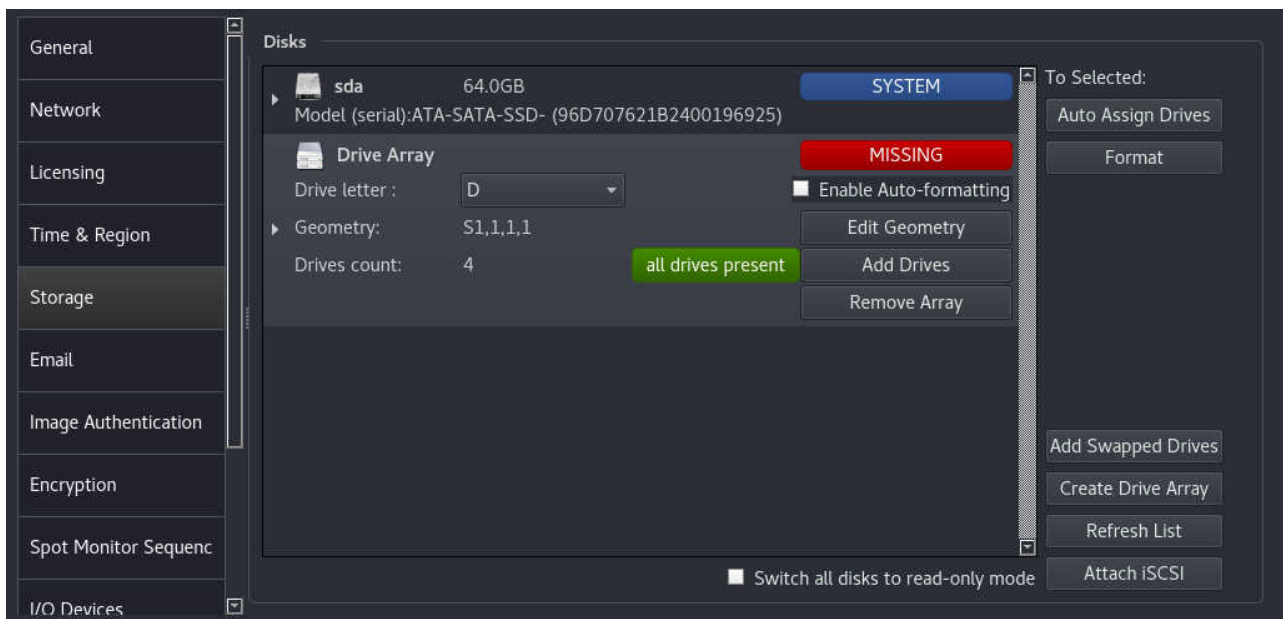 General
Network
Licensing
Time & Region
Storage
Email
Image Authentication
Encryption
Spot Monitor Sequenc
I/O Devices
Disks
sda 64.0GB SYSTEM
Model (serial):ATA-SATA-SSD- (96D707621B2400196925)
Drive Array MISSING
Drive letter : D Enable Auto-formatting
Geometry: S1,1,1,1 Edit Geometry
Drives count: 4 all drives present Add Drives
Remove Array
Switch all disks to read-only mode
To Selected:
Auto Assign Drives
Format
Add Swapped Drives
Create Drive Array
Refresh List
Attach iSCSI